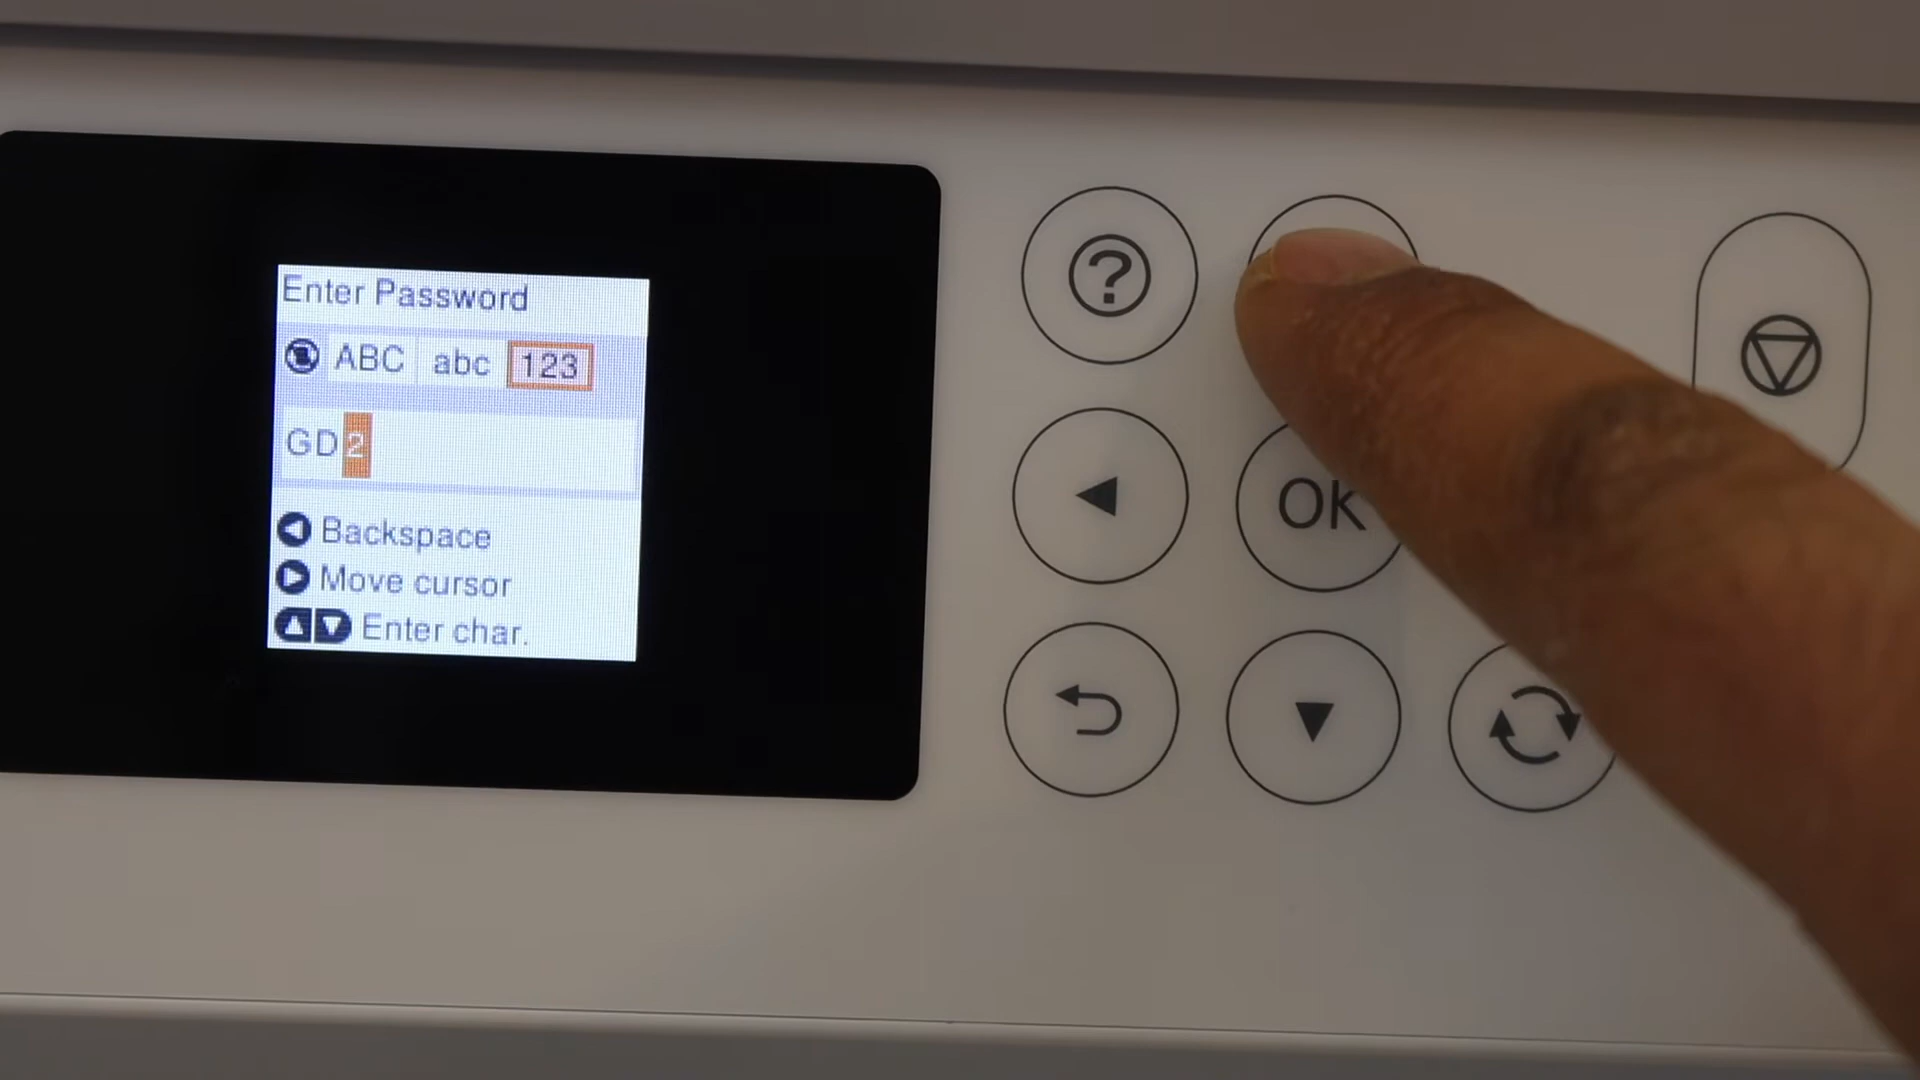 Enter Password
ABC abc 123
GD2
Backspace
Move cursor
Enter char.
?
Ok